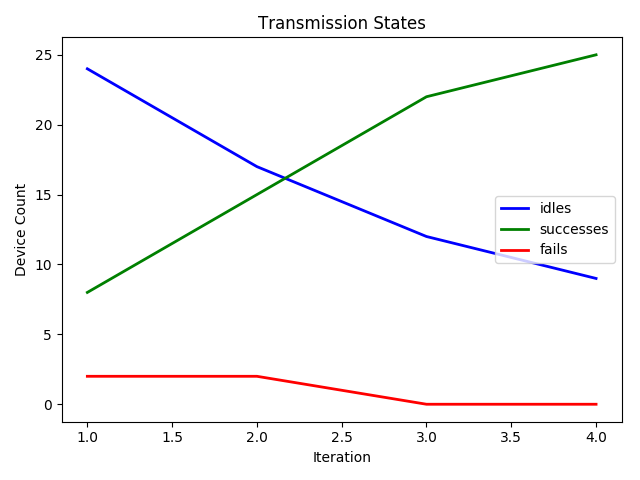 Transmission States
Device Count
25
20
15
10
5
0
idles
successes
fails
1.0 1.5 2.0 2.5 3.0 3.5 4.0
Iteration